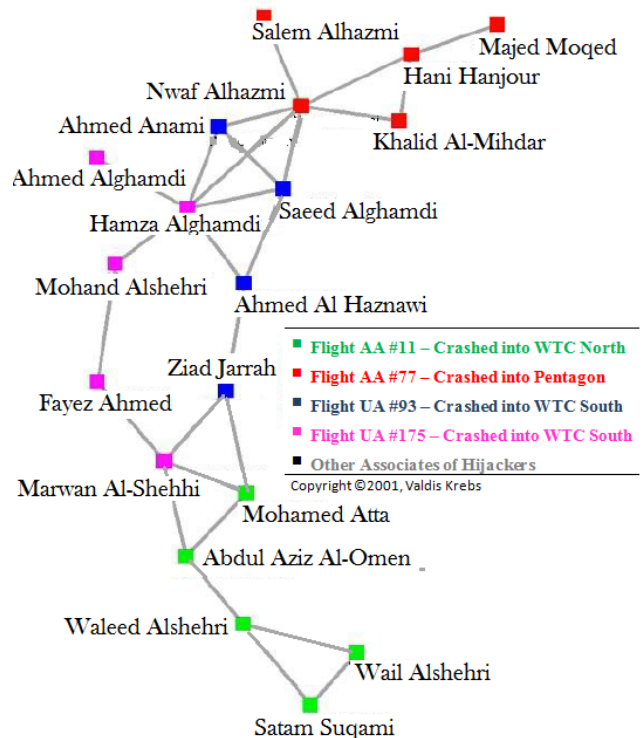 Salem Alhazmi
Majed Moqed
Hani Hanjour
Nwaf Alhazmi
Ahmed Anami
Khalid Al-Mihdar
Ahmed Alghamdi
Saeed Alghamdi
Hamza Alghamdi
Mohand Alshehri
Ahmed Al Haznawi
Flight AA #11 – Crashed into WTC North
Ziad Jarrah
Flight AA #77 – Crashed into Pentagon
Fayez Ahmed
Flight UA #93 – Crashed into WTC South
Flight UA #175 – Crashed into WTC South
Other Associates of Hijackers
Marwan Al-Shehhi
Copyright ©2001, Valdis Krebs
Mohamed Atta
Abdul Aziz Al-Omen
Waleed Alshehri
Wail Alshehri
Satam Suqami